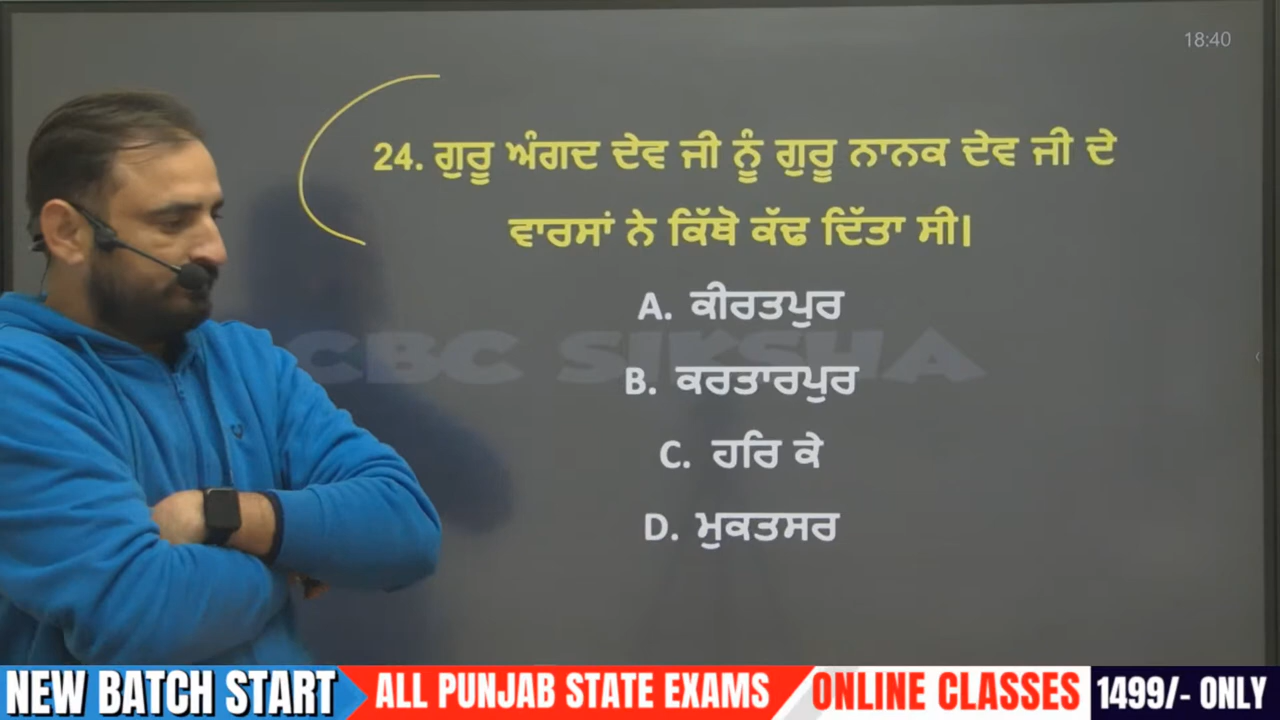 18:40
24. ਗੁਰੂ ਅੰਗਦ ਦੇਵ ਜੀ ਨੂੰ ਗੁਰੂ ਨਾਨਕ ਦੇਵ ਜੀ ਦੇ
ਵਾਰਸਾਂ ਨੇ ਕਿੱਥੋ ਕੱਢ ਦਿੱਤਾ ਸੀ।
A. ਕੀਰਤਪੁਰ
CBC SIKSHA
B. ਕਰਤਾਰਪੁਰ
C. ਹਰਿ ਕੇ
D. ਮੁਕਤਸਰ
NEW BATCH START ALL PUNJAB STATE EXAMS ONLINE CLASSES 1499/- ONLY